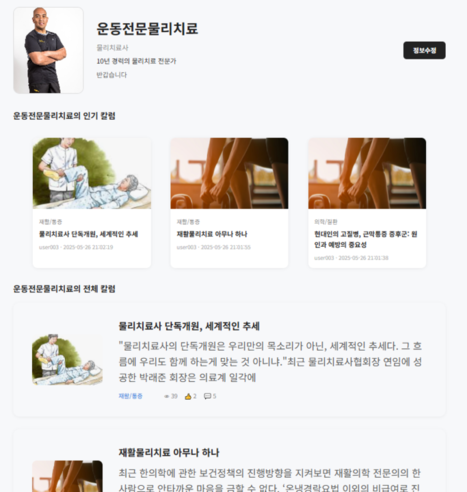 운동전문물리치료
물리치료사
10년 경력의 물리치료 전문가
반갑습니다
정보수정
운동전문물리치료의 인기 칼럼
재활/통증
물리치료사 단독개원, 세계적인 추세
user003 · 2025-05-26 21:02:19
재활/통증
재활물리치료 아무나 하나
user003 · 2025-05-26 21:01:55
의학/질환
현대인의 고질병, 근막통증 증후군: 원
인과 예방의 중요성
user003 · 2025-05-26 21:01:38
운동전문물리치료의 전체 칼럼
물리치료사 단독개원, 세계적인 추세
"물리치료사의 단독개원은 우리만의 목소리가 아닌, 세계적인 추세다. 그 흐
름에 우리도 함께 하는게 맞는 것 아니냐."최근 물리치료사협회장 연임에 성
공한 박래준 회장은 의료계 일각에
재활/통증 39 2 5
재활물리치료 아무나 하나
최근 한의학에 관한 보건정책의 진행방향을 지켜보면 재활의학 전문의의 한
사람으로 안타까운 마음을 금할 수 없다. '온냉경락요법 이외의 비급여로 진